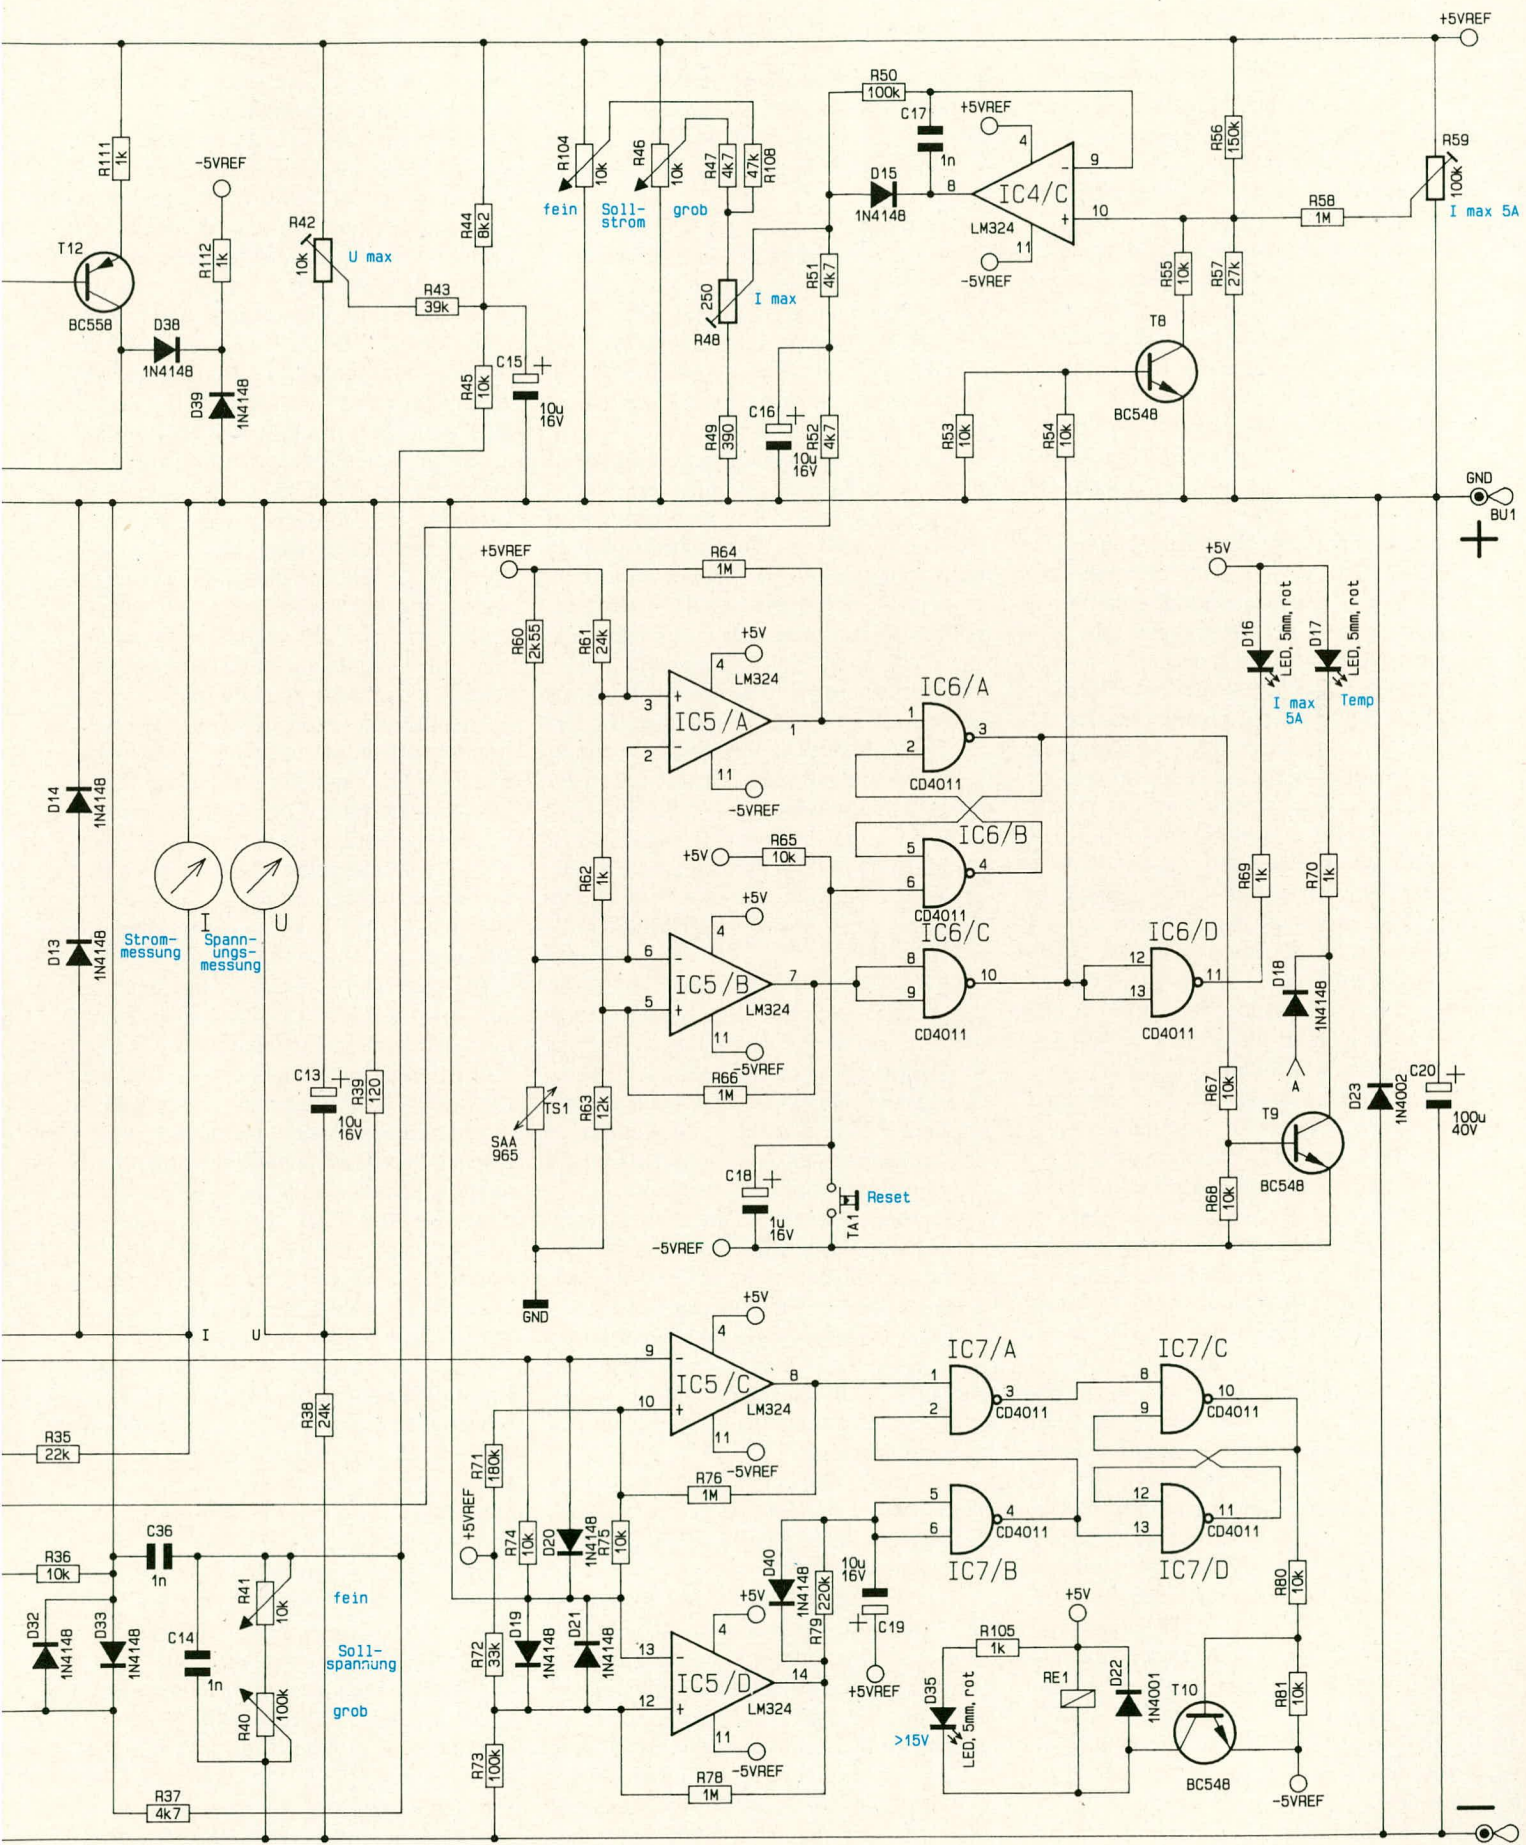 +5VREF
R111
1k
-5VREF
T12
R112
1k
BC558
D38
1N4148
D39
1N4148
R42
10k
U max
R43
39k
R44
8k2
R45
10k
C15
+
10u
16V
R104
10k
fein
R46
10k
Soll-
strom
grob
R47
4k7
47k
R108
250
R48
I max
R49
390
C16
+
10u
16V
R50
100k
C17
1n
D15
1N4148
R51
4k7
R52
4k7
+5VREF
4
8
IC4/C
- 9
+ 10
LM324
11
-5VREF
R56
150k
R58
1M
R59
100k
I max 5A
R55
10k
R57
27k
T8
BC548
R53
10k
R54
10k
GND
BU1
+
D14
1N4148
D13
1N4148
I
Strom-
messung
U
Spann-
ungs-
messung
C13
+
10u
16V
R39
120
+5VREF
R60
2k55
R61
24k
R64
1M
+5V
4
LM324
+
3
IC5/A
1
-
2
11
-5VREF
IC6/A
1
2
3
CD4011
IC6/B
5
6
4
CD4011
+5V
R65
10k
R62
1k
+5V
4
6
-
IC5/B
7
5
+
LM324
11
-5VREF
R66
1M
IC6/C
8
9
10
CD4011
IC6/D
12
13
11
CD4011
+5V
D16
LED, 5mm, rot
I max
5A
D17
LED, 5mm, rot
Temp
R69
1k
R70
1k
D18
1N4148
A
R67
10k
T9
BC548
R68
10k
D23
1N4002
C20
+
100u
40V
TS1
SAA
965
R63
12k
C18
+
1u
16V
TA1
Reset
-5VREF
GND
I
U
R38
24k
R35
22k
+5V
4
9
-
IC5/C
8
10
+
LM324
11
-5VREF
R71
180k
R76
1M
+5VREF
R74
10k
D20
1N4148
R75
10k
IC7/A
1
2
3
CD4011
IC7/C
8
9
10
CD4011
IC7/B
5
6
4
CD4011
IC7/D
12
13
11
CD4011
C36
1n
R36
10k
D32
1N4148
D33
1N4148
C14
1n
R41
10k
fein
Soll-
spannung
R40
100k
grob
R37
4k7
R72
33k
D19
1N4148
D21
1N4148
R73
100k
+5V
4
13
-
IC5/D
14
12
+
LM324
11
-5VREF
R78
1M
D40
1N4148
R79
220k
10u
16V
+
C19
+5VREF
+5V
R105
1k
D35
LED, 5mm, rot
>15V
RE1
D22
1N4001
T10
BC548
R80
10k
R81
10k
-5VREF
-